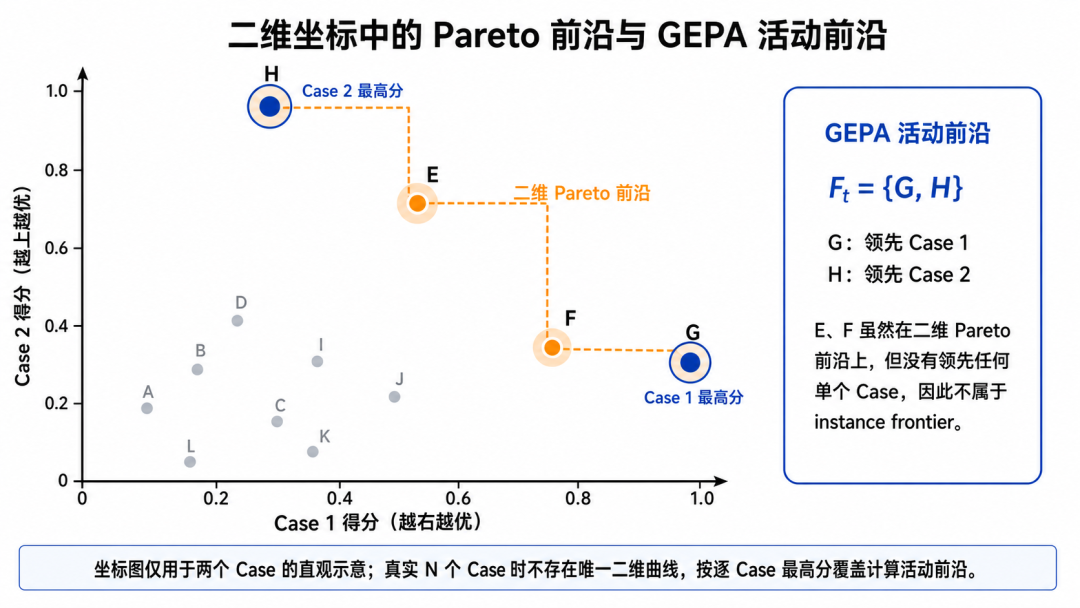 二维坐标中的 Pareto 前沿与 GEPA 活动前沿
H
Case 2 最高分
1.0
E
0.8
二维 Pareto 前沿
0.6
D
0.4
F
G
B
I
J
A
0.2
Case 1 最高分
C
K
L
0
0
0.2
0.4
0.6
0.8
1.0
Case 2 得分（越上越优）
Case 1 得分（越右越优）
GEPA 活动前沿
Ft = {G, H}
G：领先 Case 1
H：领先 Case 2
E、F 虽然在二维 Pareto
前沿上，但没有领先任何
单个 Case，因此不属于
instance frontier。
坐标图仅用于两个 Case 的直观示意；真实 N 个 Case 时不存在唯一二维曲线，按逐 Case 最高分覆盖计算活动前沿。